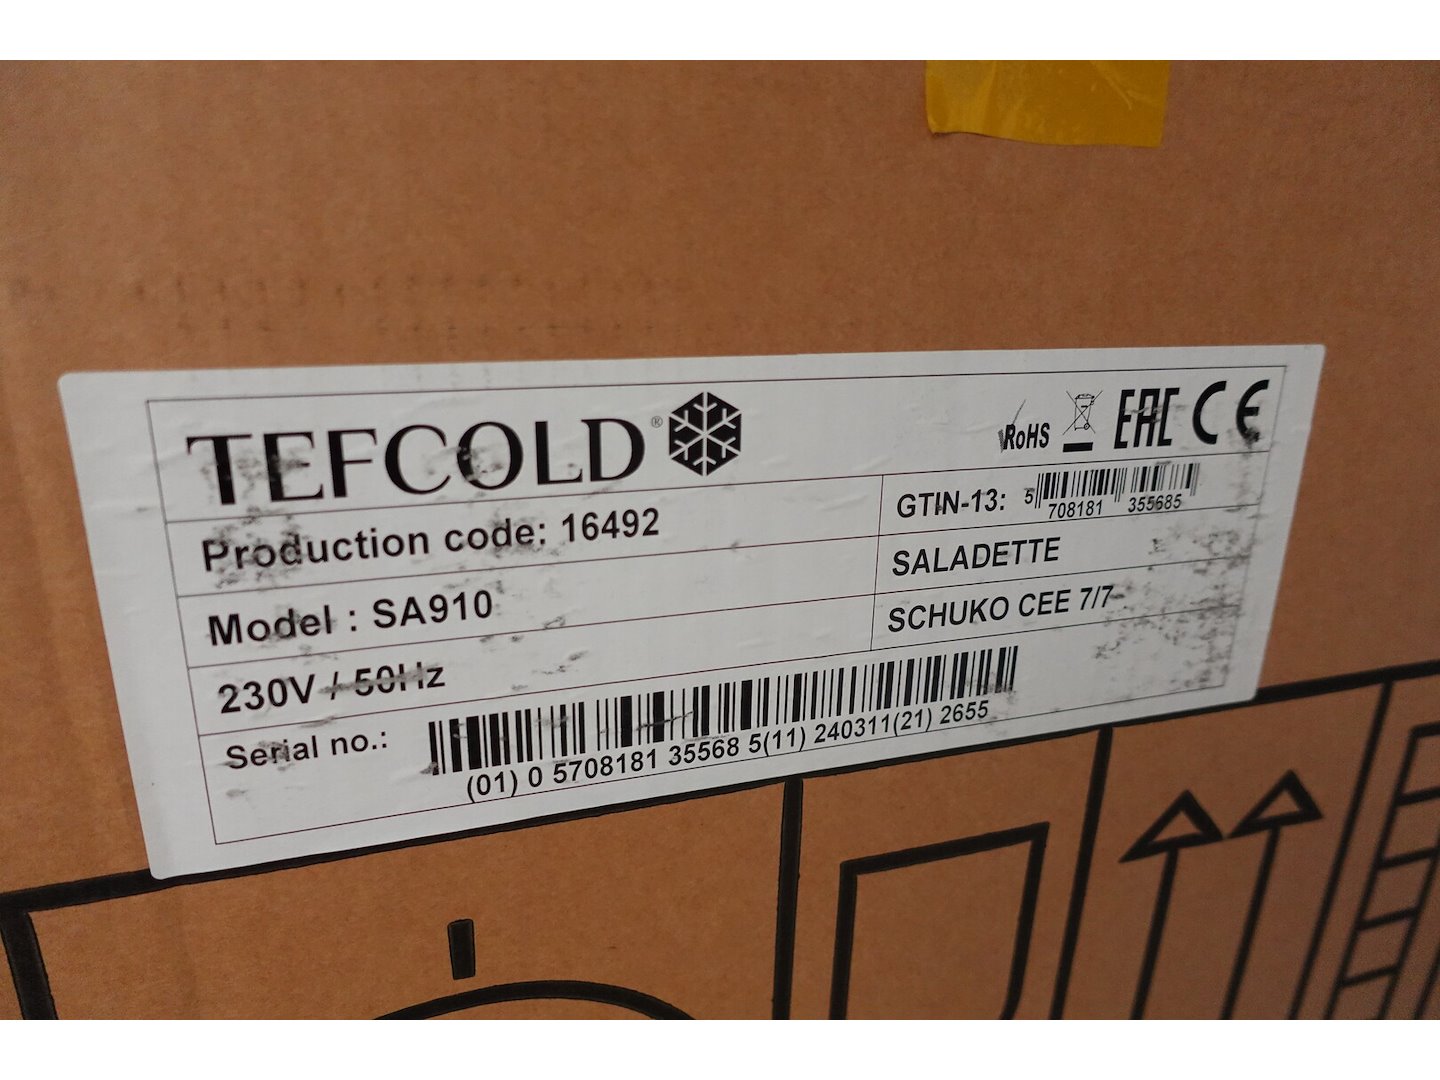 TEFCOLD®
RoHS EAC CE
Production code: 16492
GTIN-13: 5 708181 355685
Model : SA910
SALADETTE
230V / 50Hz
SCHUKO CEE 7/7
Serial no.:
(01) 0 5708181 35568 5(11) 240311(21) 2655